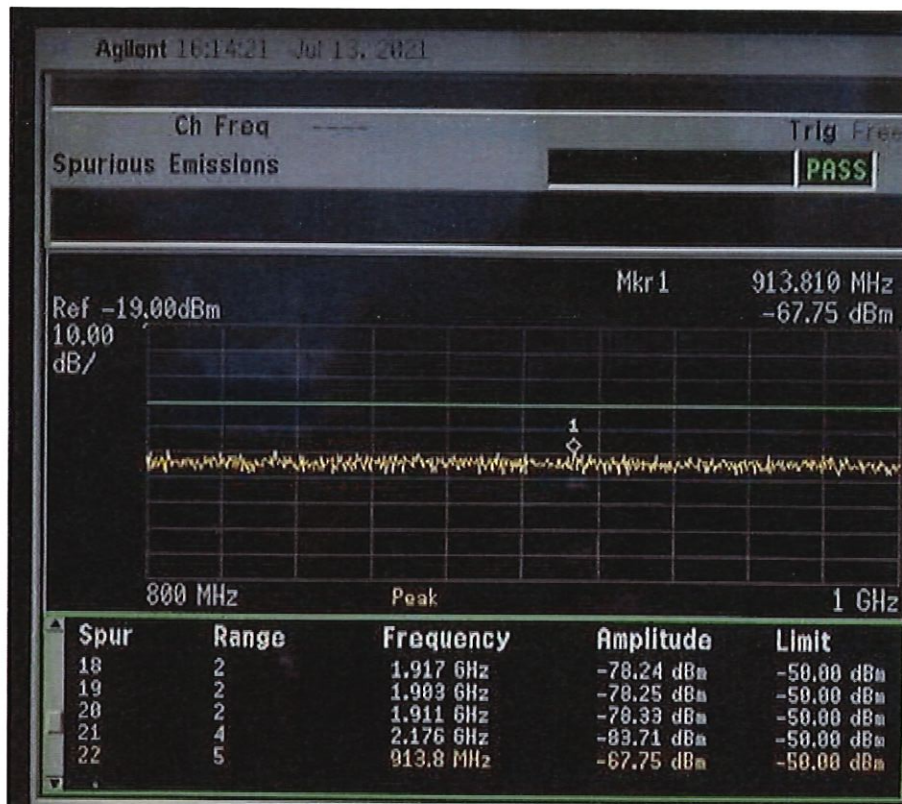 Agilent 16:14:21 Jul 13, 2021
Ch Freq ----
Trig Free
Spurious Emissions
PASS
Mkr1 913.810 MHz
Ref -19.00dBm
-67.75 dBm
10.00
dB/
1
800 MHz Peak 1 GHz
Spur Range Frequency Amplitude Limit
18 2 1.917 GHz -78.24 dBm -50.00 dBm
19 2 1.903 GHz -78.25 dBm -50.00 dBm
20 2 1.911 GHz -78.33 dBm -50.00 dBm
21 4 2.176 GHz -83.71 dBm -50.00 dBm
22 5 913.8 MHz -67.75 dBm -50.00 dBm